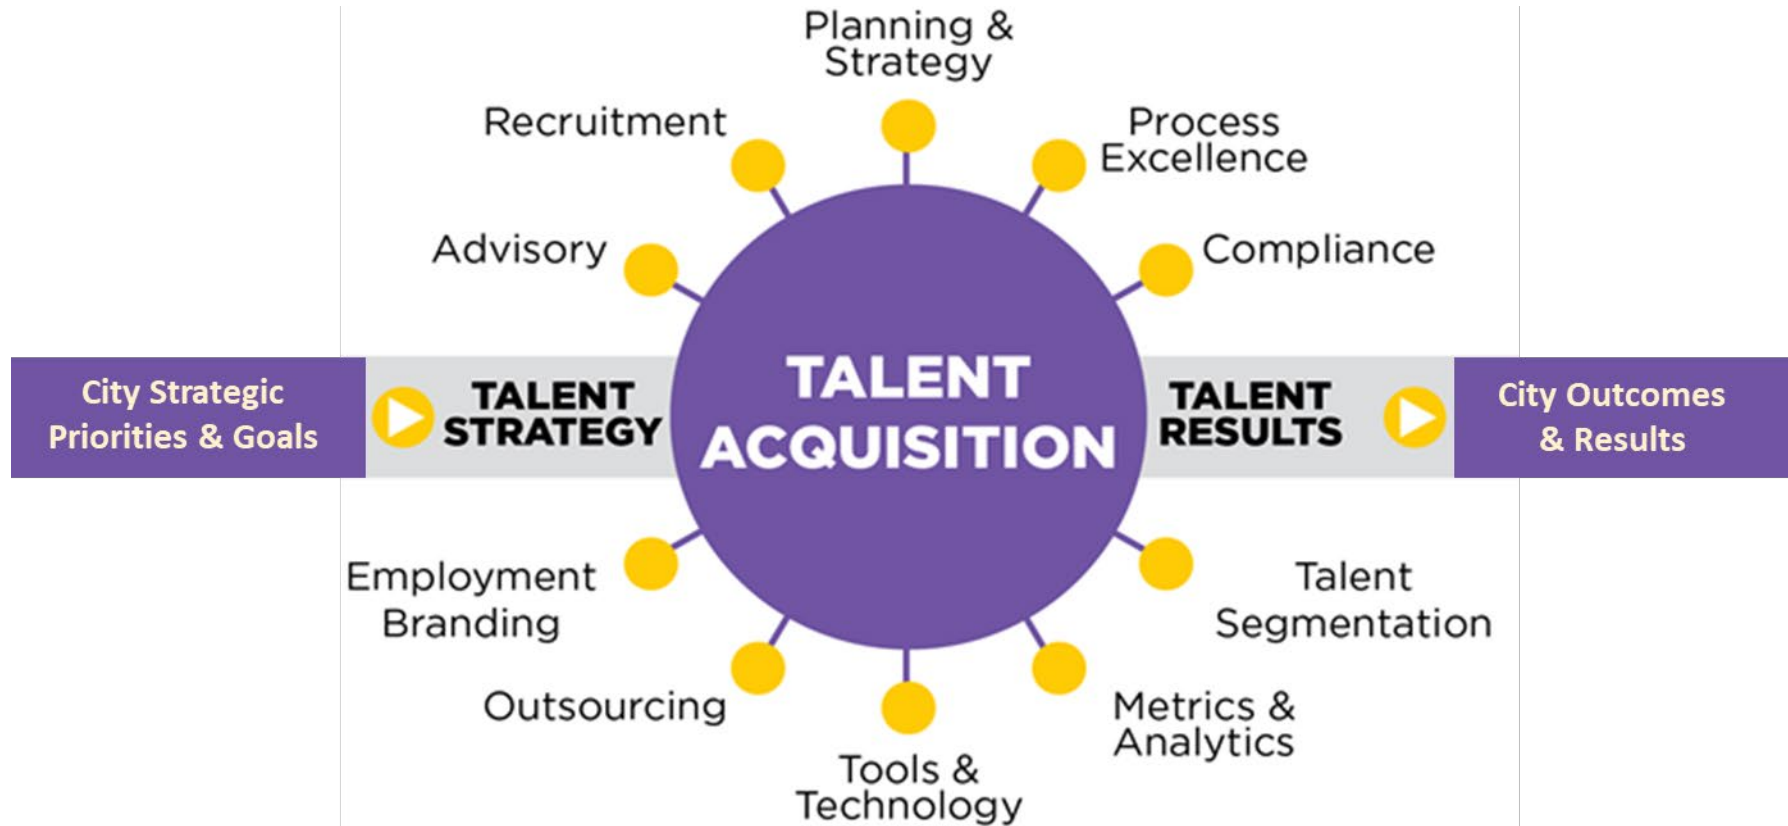 Planning &
Strategy
Recruitment
Process
Excellence
Advisory
Compliance
City Strategic
Priorities & Goals
TALENT
STRATEGY
TALENT
ACQUISITION
TALENT
RESULTS
City Outcomes
& Results
Employment
Branding
Talent
Segmentation
Outsourcing
Metrics &
Analytics
Tools &
Technology